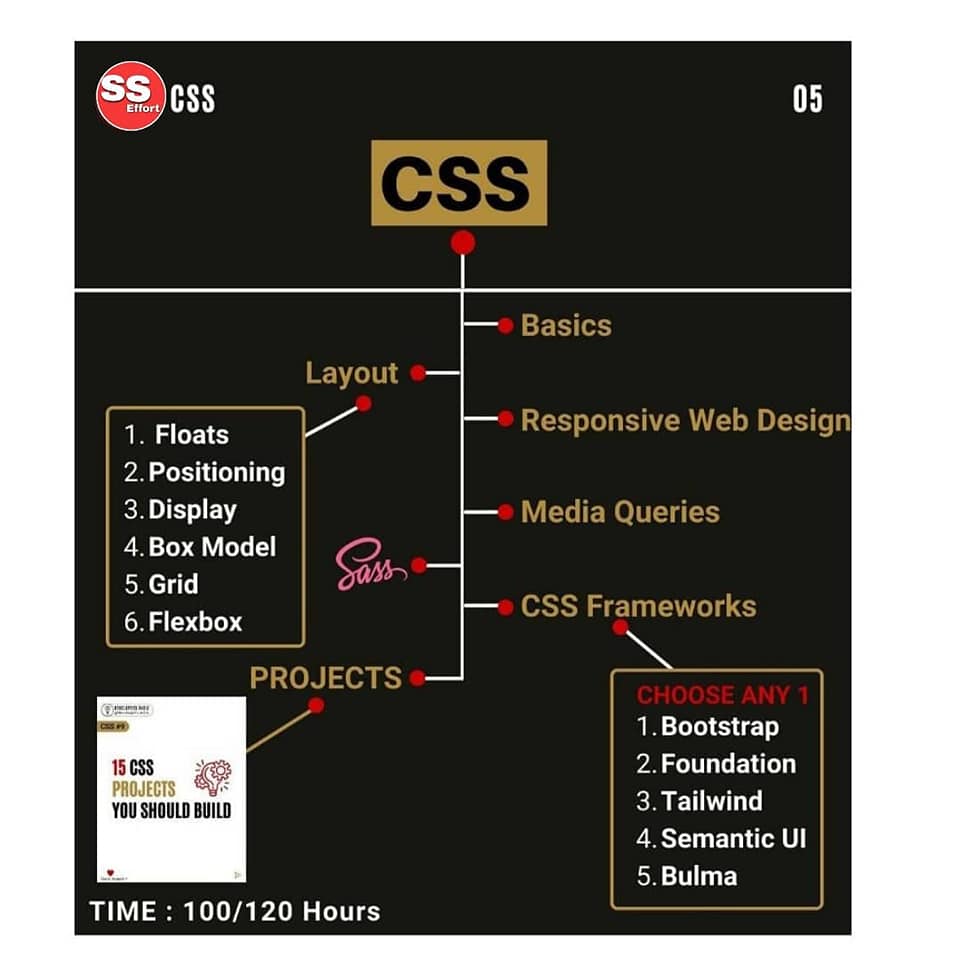 SS
Effort
CSS
05
CSS
Basics
Layout
Responsive Web Design
1. Floats
2. Positioning
3. Display
4. Box Model
5. Grid
6. Flexbox
Media Queries
Sass
CSS Frameworks
PROJECTS
CHOOSE ANY 1
1. Bootstrap
2. Foundation
3. Tailwind
4. Semantic UI
5. Bulma
CSS #9
15 CSS
PROJECTS
YOU SHOULD BUILD
TIME : 100/120 Hours